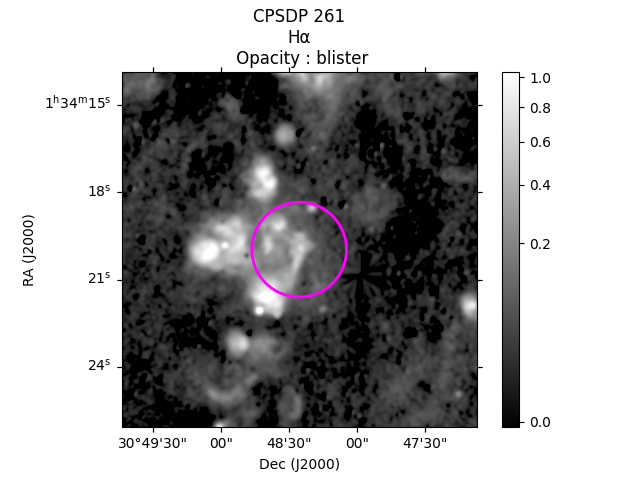 CPSDP 261
Hα
Opacity : blister
1.0
1ʰ34ᵐ15ˢ
0.8
0.6
18ˢ
0.4
RA (J2000)
0.2
21ˢ
24ˢ
0.0
30°49'30" 00" 48'30" 00" 47'30"
Dec (J2000)